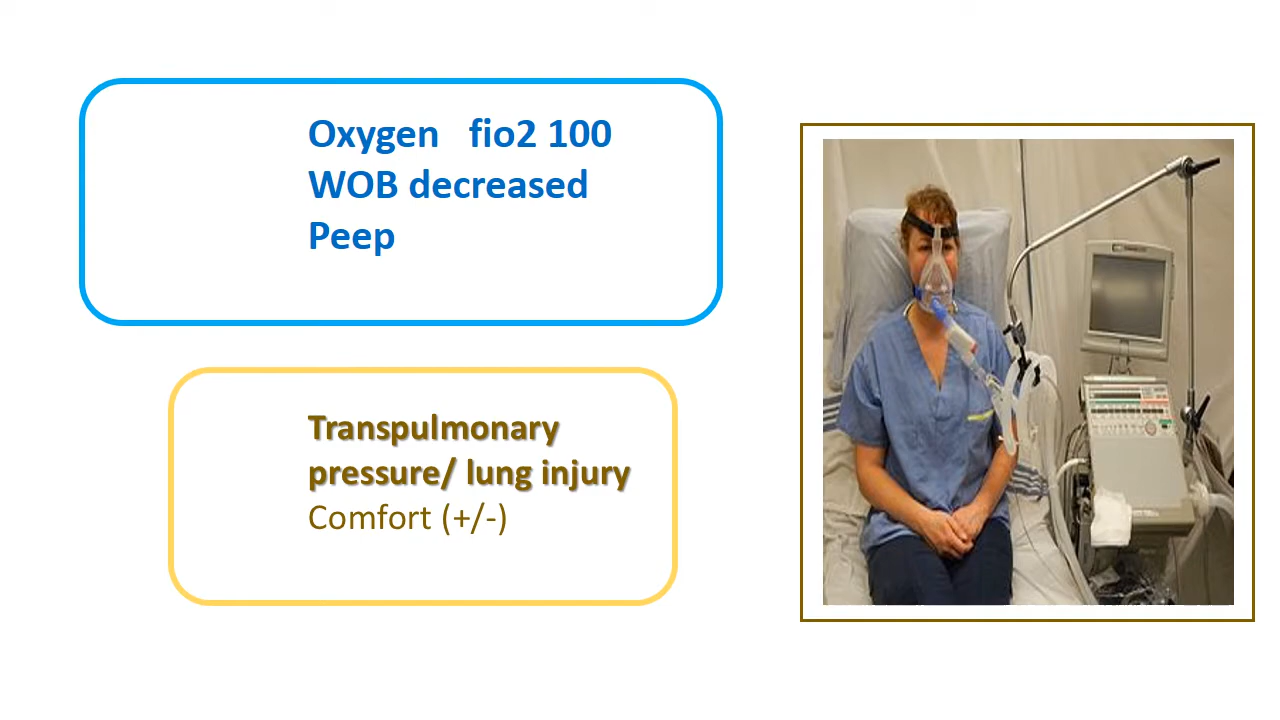 Oxygen fio2 100
WOB decreased
Peep
Transpulmonary
pressure/ lung injury
Comfort (+/-)